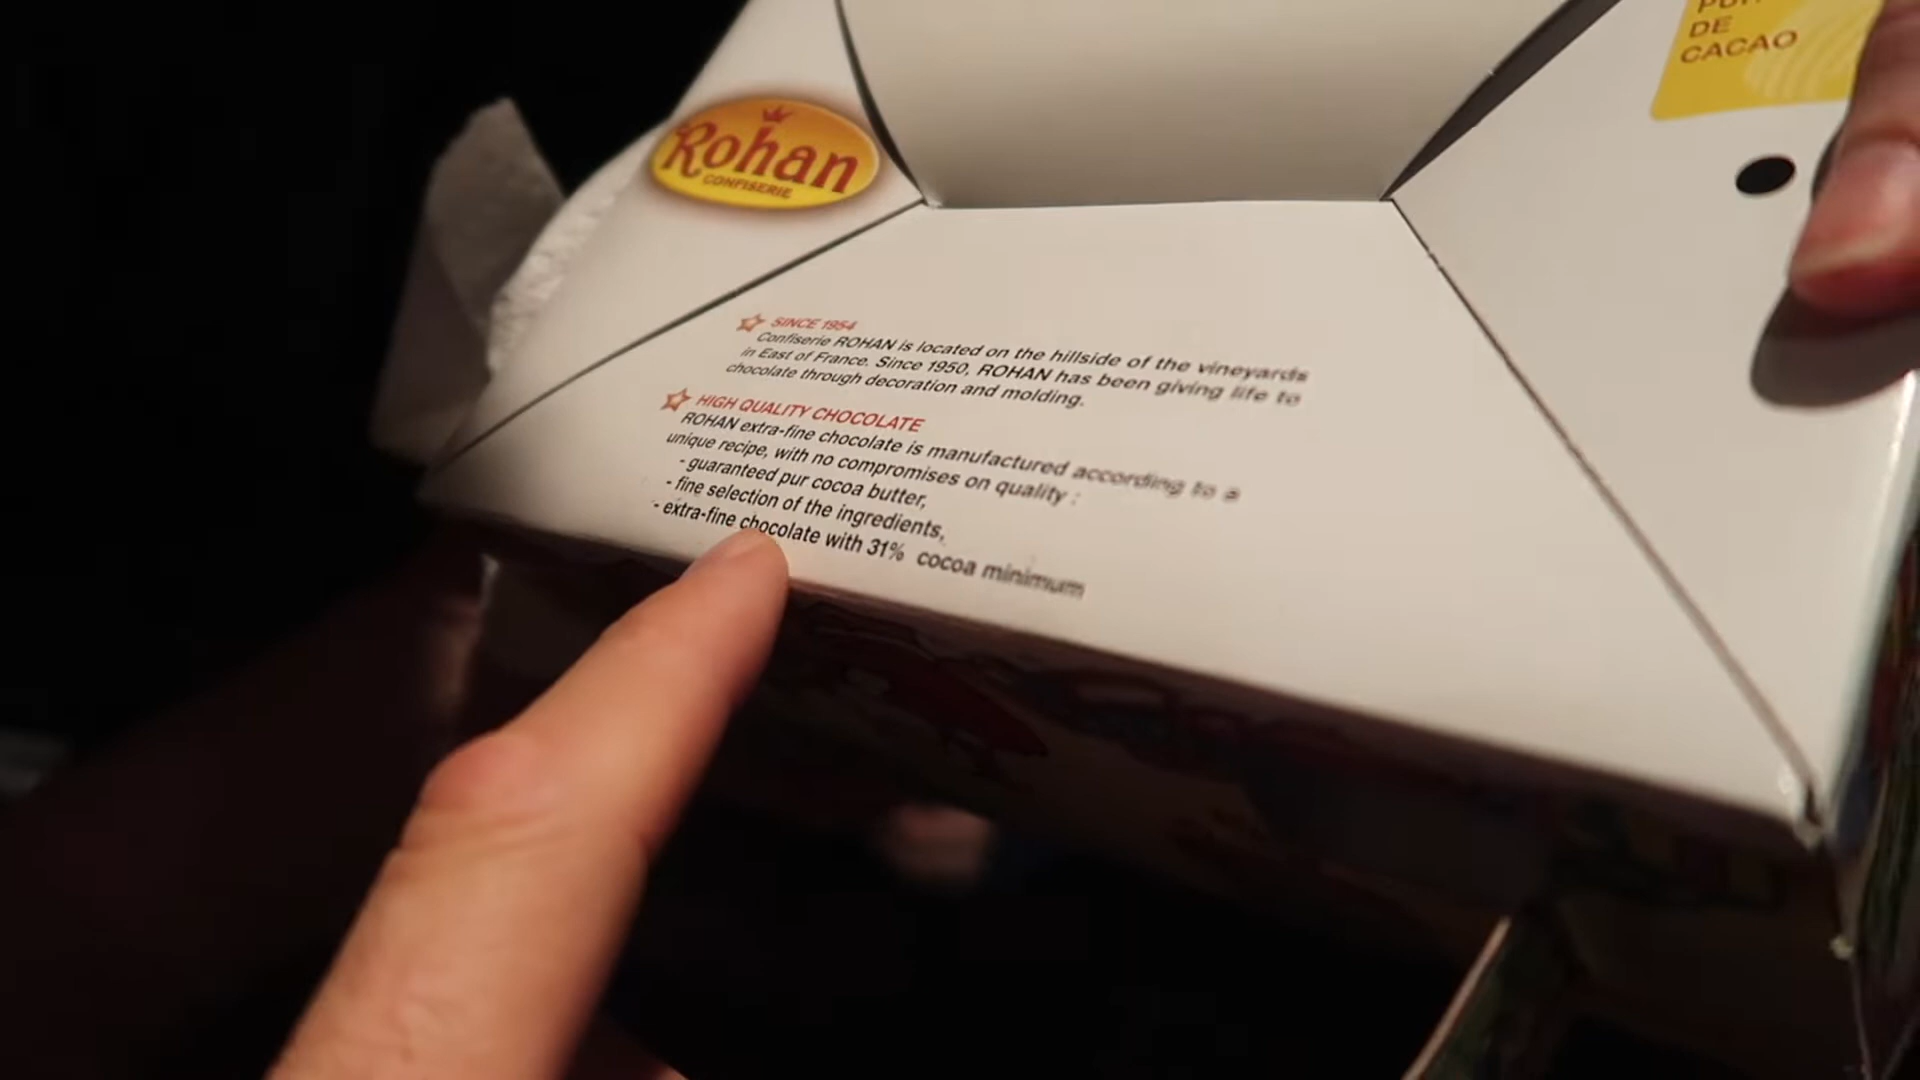 Rohan
CONFISERIE
DE
CACAO
SINCE 1954
Confiserie ROHAN is located on the hillside of the vineyards
in East of France. Since 1950, ROHAN has been giving life to
chocolate through decoration and molding.
HIGH QUALITY CHOCOLATE
ROHAN extra-fine chocolate is manufactured according to a
unique recipe, with no compromises on quality :
- guaranteed pur cocoa butter,
- fine selection of the ingredients,
- extra-fine chocolate with 31% cocoa minimum